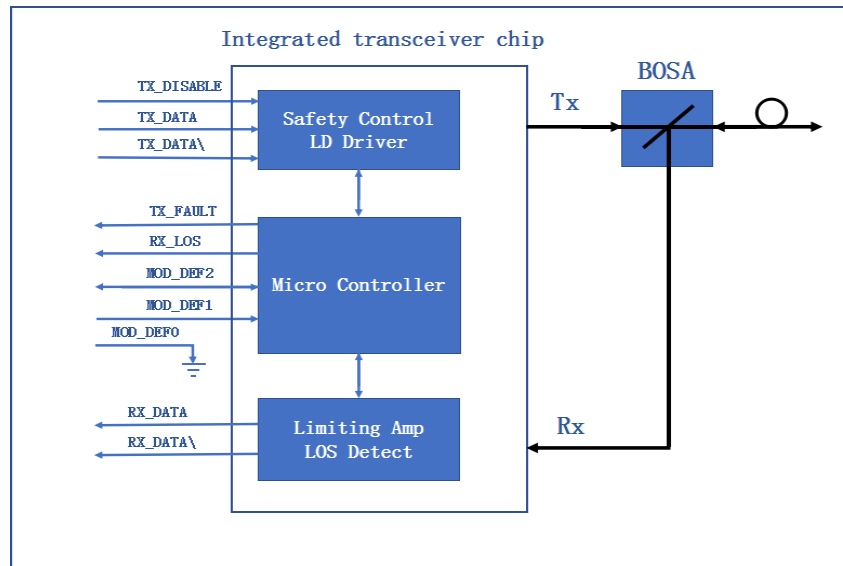 Integrated transceiver chip
BOSA
TX_DISABLE
TX_DATA
TX_DATA\
Safety Control
LD Driver
Tx
TX_FAULT
RX_LOS
MOD_DEF2
MOD_DEF1
MOD_DEF0
Micro Controller
RX_DATA
RX_DATA\
Limiting Amp
LOS Detect
Rx